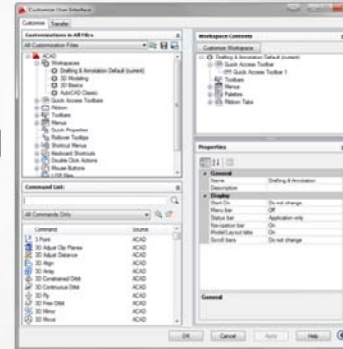 Customize User Interface
Customize Transfer
Customizations in All Files
All Customization Files
ACAD
Workspaces
Drafting & Annotation Default (current)
3D Modeling
3D Basics
AutoCAD Classic
Quick Access Toolbars
Ribbon
Toolbars
Menus
Quick Properties
Rollover Tooltips
Shortcut Menus
Keyboard Shortcuts
Double Click Actions
Mouse Buttons
LISP Files
Command List:
All Commands Only
Command Source
3 Point ACAD
3D Adjust Clip Planes ACAD
3D Adjust Distance ACAD
3D Align ACAD
3D Array ACAD
3D Constrained Orbit ACAD
3D Continuous Orbit ACAD
3D Fly ACAD
3D Free Orbit ACAD
3D Mirror ACAD
3D Move ACAD
Workspace Contents
Customize Workspace
Drafting & Annotation Default (current)
Quick Access Toolbar
Quick Access Toolbar 1
Toolbars
Menus
Palettes
Ribbon Tabs
Properties
General
Name Drafting & Annotation
Description
Display
Start On Do not change
Menu bar Off
Status bar Application only
Navigation bar On
Model/Layout tabs On
Scroll bars Do not change
General
OK Cancel Apply Help